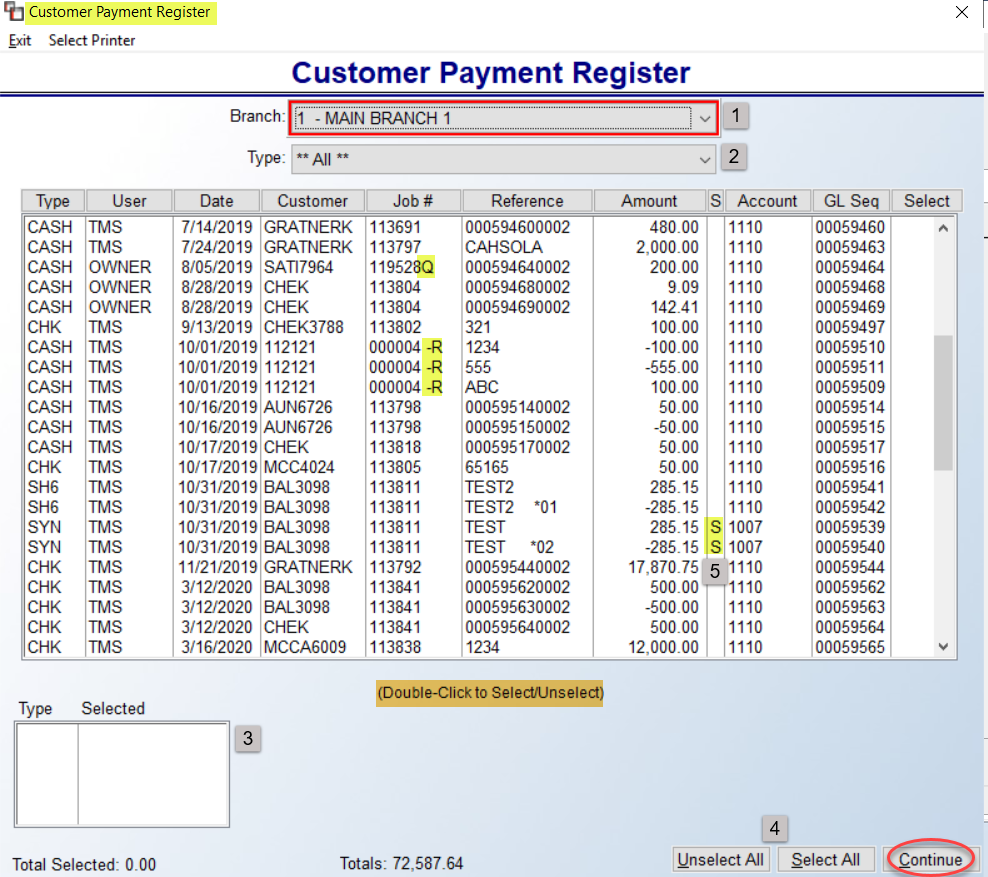 Customer Payment Register
Exit Select Printer
Customer Payment Register
Branch: 1 - MAIN BRANCH 1 1
Type: ** All ** 2
Type User Date Customer Job # Reference Amount S Account GL Seq Select
CASH TMS 7/14/2019 GRATNERK 113691 000594600002 480.00 1110 00059460
CASH TMS 7/24/2019 GRATNERK 113797 CAHSOLA 2,000.00 1110 00059463
CASH OWNER 8/05/2019 SATI7964 119528Q 000594640002 200.00 1110 00059464
CASH OWNER 8/28/2019 CHEK 113804 000594680002 9.09 1110 00059468
CASH OWNER 8/28/2019 CHEK 113804 000594690002 142.41 1110 00059469
CHK TMS 9/13/2019 CHEK3788 113802 321 100.00 1110 00059497
CASH TMS 10/01/2019 112121 000004 -R 1234 -100.00 1110 00059510
CASH TMS 10/01/2019 112121 000004 -R 555 -555.00 1110 00059511
CASH TMS 10/01/2019 112121 000004 -R ABC 100.00 1110 00059509
CASH TMS 10/16/2019 AUN6726 113798 000595140002 50.00 1110 00059514
CASH TMS 10/16/2019 AUN6726 113798 000595150002 -50.00 1110 00059515
CASH TMS 10/17/2019 CHEK 113818 000595170002 50.00 1110 00059517
CHK TMS 10/17/2019 MCC4024 113805 65165 50.00 1110 00059516
SH6 TMS 10/31/2019 BAL3098 113811 TEST2 285.15 1110 00059541
SH6 TMS 10/31/2019 BAL3098 113811 TEST2 *01 -285.15 1110 00059542
SYN TMS 10/31/2019 BAL3098 113811 TEST 285.15 S 1007 00059539
SYN TMS 10/31/2019 BAL3098 113811 TEST *02 -285.15 S 1007 00059540
CHK TMS 11/21/2019 GRATNERK 113792 000595440002 17,870.75 5 1110 00059544
CHK TMS 3/12/2020 BAL3098 113841 000595620002 500.00 1110 00059562
CHK TMS 3/12/2020 BAL3098 113841 000595630002 -500.00 1110 00059563
CHK TMS 3/12/2020 CHEK 113841 000595640002 500.00 1110 00059564
CHK TMS 3/16/2020 MCCA6009 113838 1234 12,000.00 1110 00059565
(Double-Click to Select/Unselect)
Type Selected
3
4
Total Selected: 0.00 Totals: 72,587.64 Unselect All Select All Continue